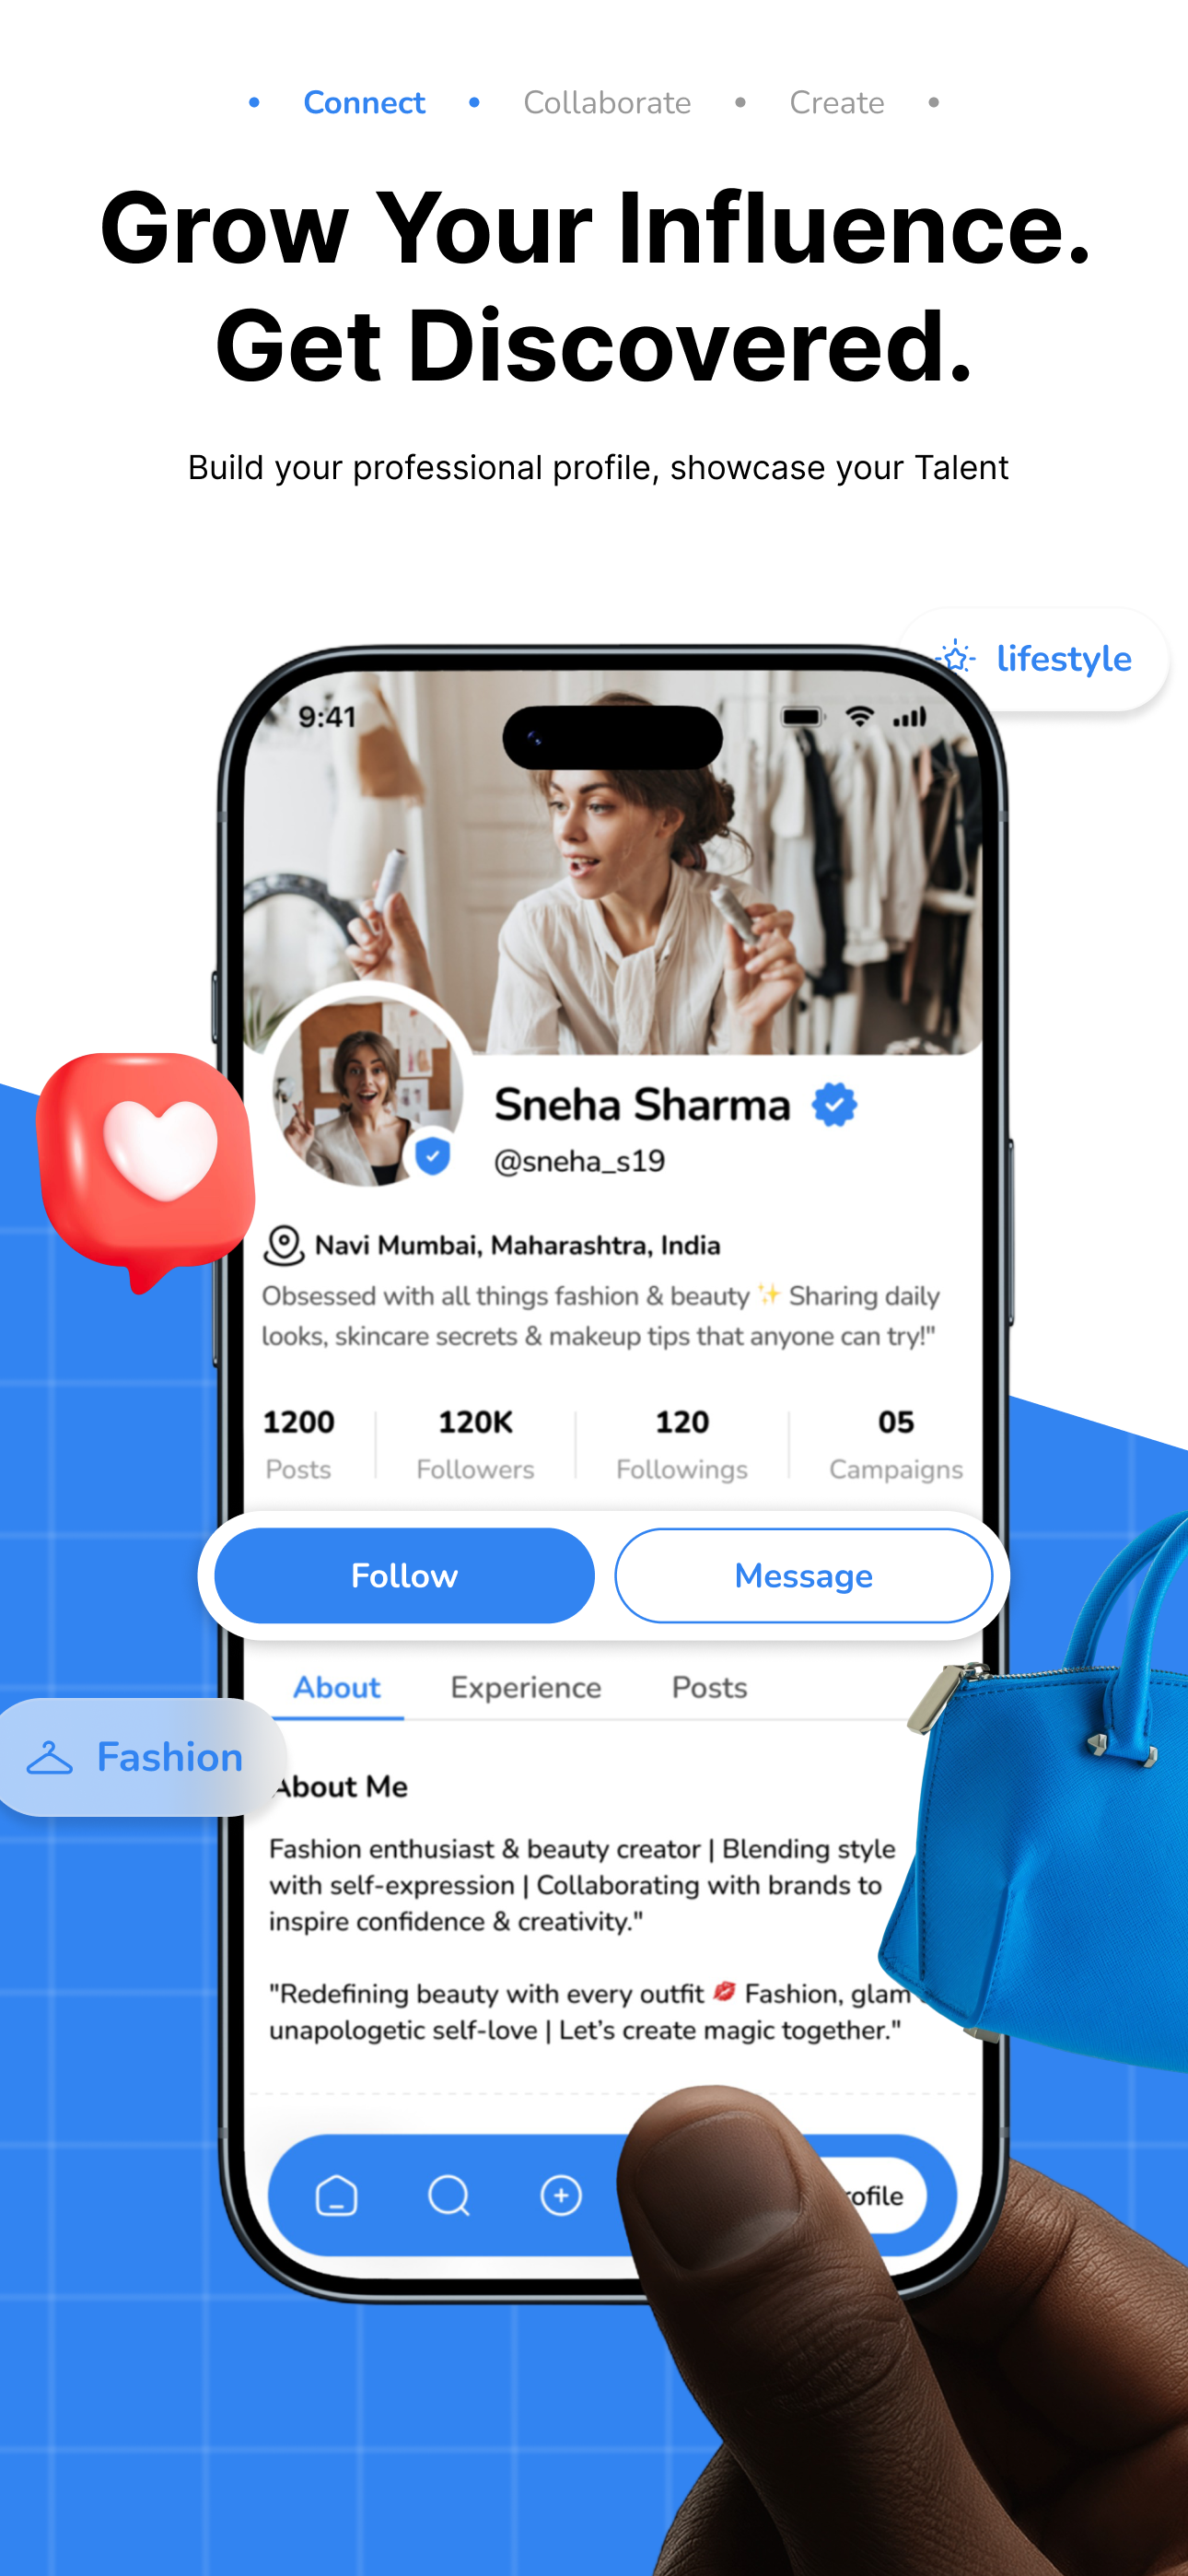 Connect Collaborate Create
Grow Your Influence.
Get Discovered.
Build your professional profile, showcase your Talent
lifestyle
9:41
Sneha Sharma
@sneha_s19
Navi Mumbai, Maharashtra, India
Obsessed with all things fashion & beauty ✨ Sharing daily
looks, skincare secrets & makeup tips that anyone can try!"
1200 120K 120 05
Posts Followers Followings Campaigns
Follow Message
About Experience Posts
Fashion
About Me
Fashion enthusiast & beauty creator | Blending style
with self-expression | Collaborating with brands to
inspire confidence & creativity."
"Redefining beauty with every outfit 💋 Fashion, glam
unapologetic self-love | Let’s create magic together."